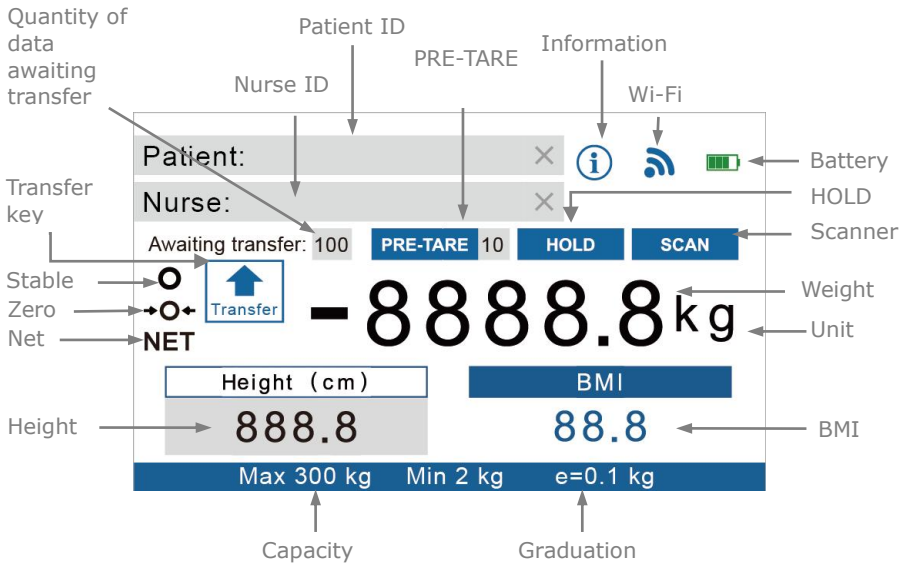 Quantity of
data
awaiting
transfer
Patient ID
Nurse ID
PRE-TARE
Information
Wi-Fi
Patient: ×
Battery
Transfer
key
Nurse: ×
HOLD
Scanner
Awaiting transfer: 100 PRE-TARE 10 HOLD SCAN
Stable
Zero
Net
Transfer
NET
-8888.8 kg
Weight
Unit
Height (cm)
BMI
Height
888.8
88.8
BMI
Max 300 kg Min 2 kg e=0.1 kg
Capacity
Graduation